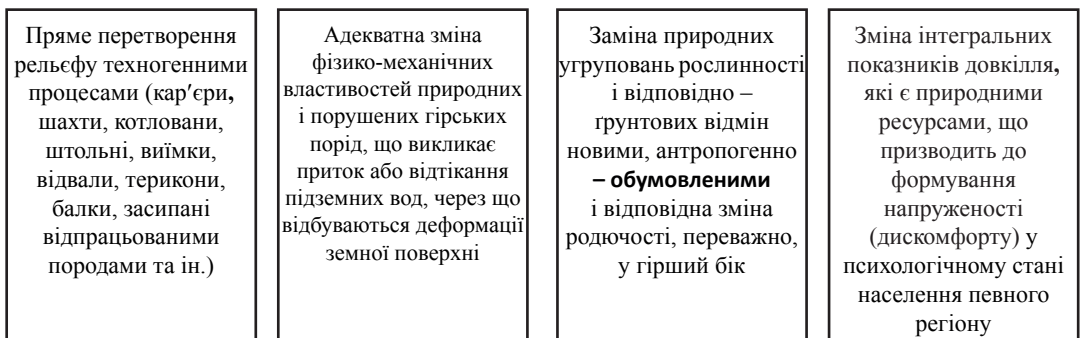 Пряме перетворення
рельєфу техногенними
процесами (кар′єри,
шахти, котловани,
штольні, виїмки,
відвали, терикони,
балки, засипані
відпрацьованими
породами та ін.)
Адекватна зміна
фізико-механічних
властивостей природних
і порушених гірських
порід, що викликає
приток або відтікання
підземних вод, через що
відбуваються деформації
земної поверхні
Заміна природних
угруповань рослинності
і відповідно –
ґрунтових відмін
новими, антропогенно
– обумовленими
і відповідна зміна
родючості, переважно,
у гірший бік
Зміна інтегральних
показників довкілля,
які є природними
ресурсами, що
призводить до
формування
напруженості
(дискомфорту) у
психологічному стані
населення певного
регіону